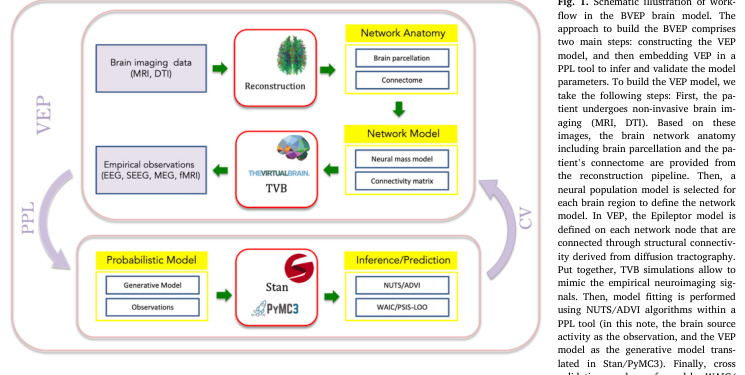 VEP
PPL
CV
Brain imaging data
(MRI, DTI)
Reconstruction
Network Anatomy
Brain parcellation
Connectome
Empirical observations
(EEG, SEEG, MEG, fMRI)
THEVIRTUALBRAIN.
TVB
Network Model
Neural mass model
Connectivity matrix
Probabilistic Model
Generative Model
Observations
Stan
PyMC3
Inference/Prediction
NUTS/ADVI
WAIC/PSIS-LOO
Fig. 1. Schematic illustration of work-
flow in the BVEP brain model. The
approach to build the BVEP comprises
two main steps: constructing the VEP
model, and then embedding VEP in a
PPL tool to infer and validate the model
parameters. To build the VEP model, we
take the following steps: First, the pa-
tient undergoes non-invasive brain im-
aging (MRI, DTI). Based on these
images, the brain network anatomy
including brain parcellation and the pa-
tient's connectome are provided from
the reconstruction pipeline. Then, a
neural population model is selected for
each brain region to define the network
model. In VEP, the Epileptor model is
defined on each network node that are
connected through structural connectiv-
ity derived from diffusion tractography.
Put together, TVB simulations allow to
mimic the empirical neuroimaging sig-
nals. Then, model fitting is performed
using NUTS/ADVI algorithms within a
PPL tool (in this note, the brain source
activity as the observation, and the VEP
model as the generative model trans-
lated in Stan/PyMC3). Finally, cross